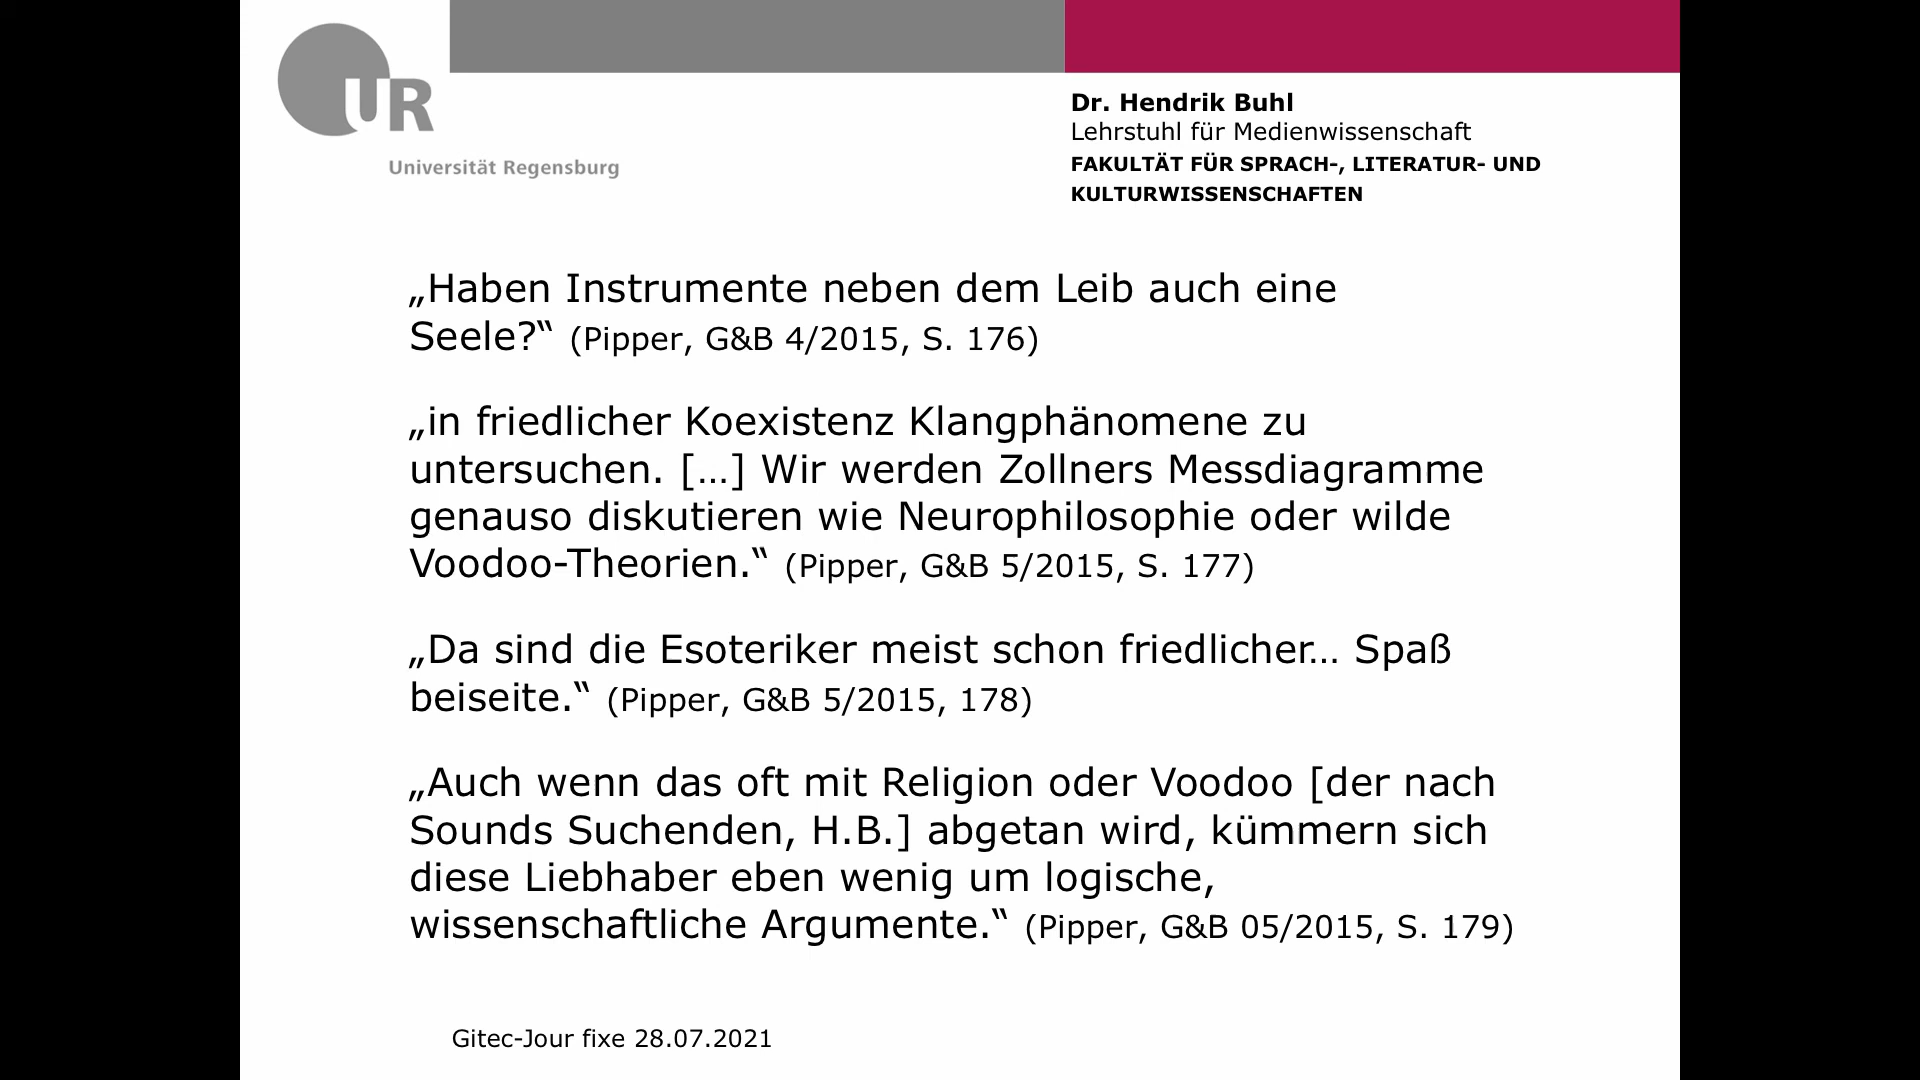 UR
Universität Regensburg
Dr. Hendrik Buhl
Lehrstuhl für Medienwissenschaft
FAKULTÄT FÜR SPRACH-, LITERATUR- UND
KULTURWISSENSCHAFTEN
„Haben Instrumente neben dem Leib auch eine
Seele?“ (Pipper, G&B 4/2015, S. 176)
„in friedlicher Koexistenz Klangphänomene zu
untersuchen. […] Wir werden Zollners Messdiagramme
genauso diskutieren wie Neurophilosophie oder wilde
Voodoo-Theorien.“ (Pipper, G&B 5/2015, S. 177)
„Da sind die Esoteriker meist schon friedlicher… Spaß
beiseite.“ (Pipper, G&B 5/2015, 178)
„Auch wenn das oft mit Religion oder Voodoo [der nach
Sounds Suchenden, H.B.] abgetan wird, kümmern sich
diese Liebhaber eben wenig um logische,
wissenschaftliche Argumente.“ (Pipper, G&B 05/2015, S. 179)
Gitec-Jour fixe 28.07.2021